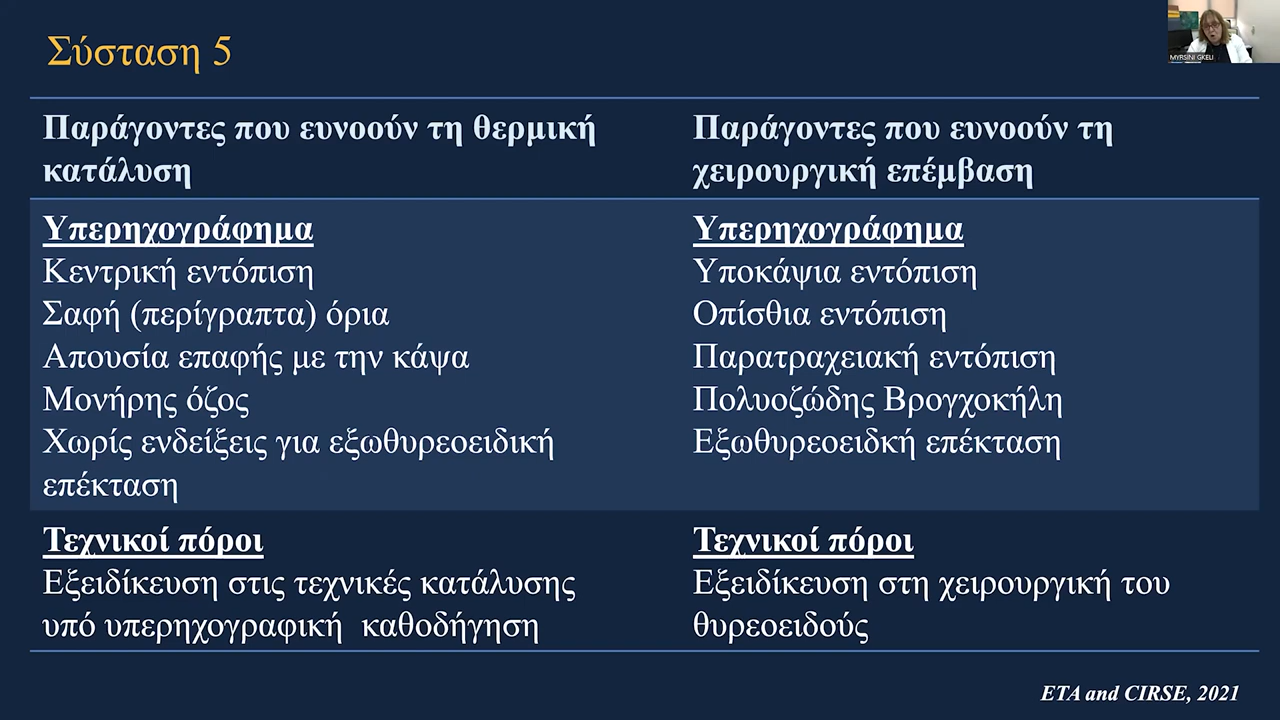 Σύσταση 5
MYRSINI GKELI
Παράγοντες που ευνοούν τη θερμική
κατάλυση
Παράγοντες που ευνοούν τη
χειρουργική επέμβαση
Υπερηχογράφημα
Κεντρική εντόπιση
Σαφή (περίγραπτα) όρια
Απουσία επαφής με την κάψα
Μονήρης όζος
Χωρίς ενδείξεις για εξωθυρεοειδική
επέκταση
Υπερηχογράφημα
Υποκάψια εντόπιση
Οπίσθια εντόπιση
Παρατραχειακή εντόπιση
Πολυοζώδης Βρογχοκήλη
Εξωθυρεοειδκή επέκταση
Τεχνικοί πόροι
Εξειδίκευση στις τεχνικές κατάλυσης
υπό υπερηχογραφική καθοδήγηση
Τεχνικοί πόροι
Εξειδίκευση στη χειρουργική του
θυρεοειδούς
ETA and CIRSE, 2021